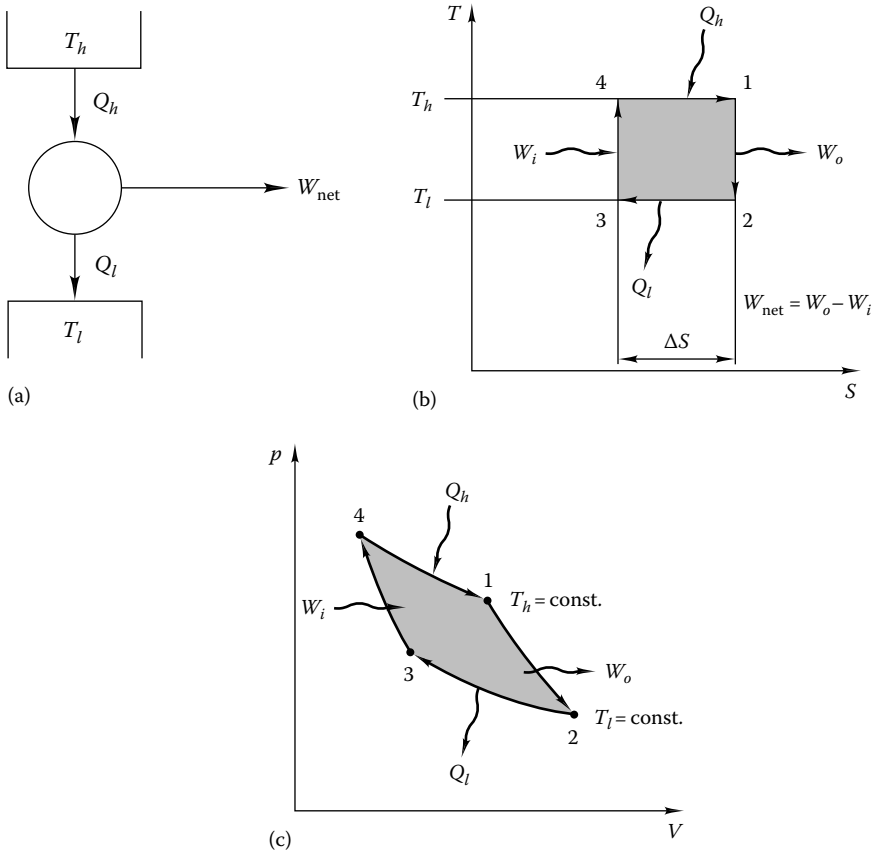 T_h
Q_h
W_net
Q_l
T_l
(a)
T
Q_h
4
1
T_h
W_i
W_o
T_l
3
2
Q_l
W_net = W_o – W_i
ΔS
S
(b)
p
Q_h
4
1
T_h = const.
W_i
3
W_o
T_l = const.
2
Q_l
V
(c)